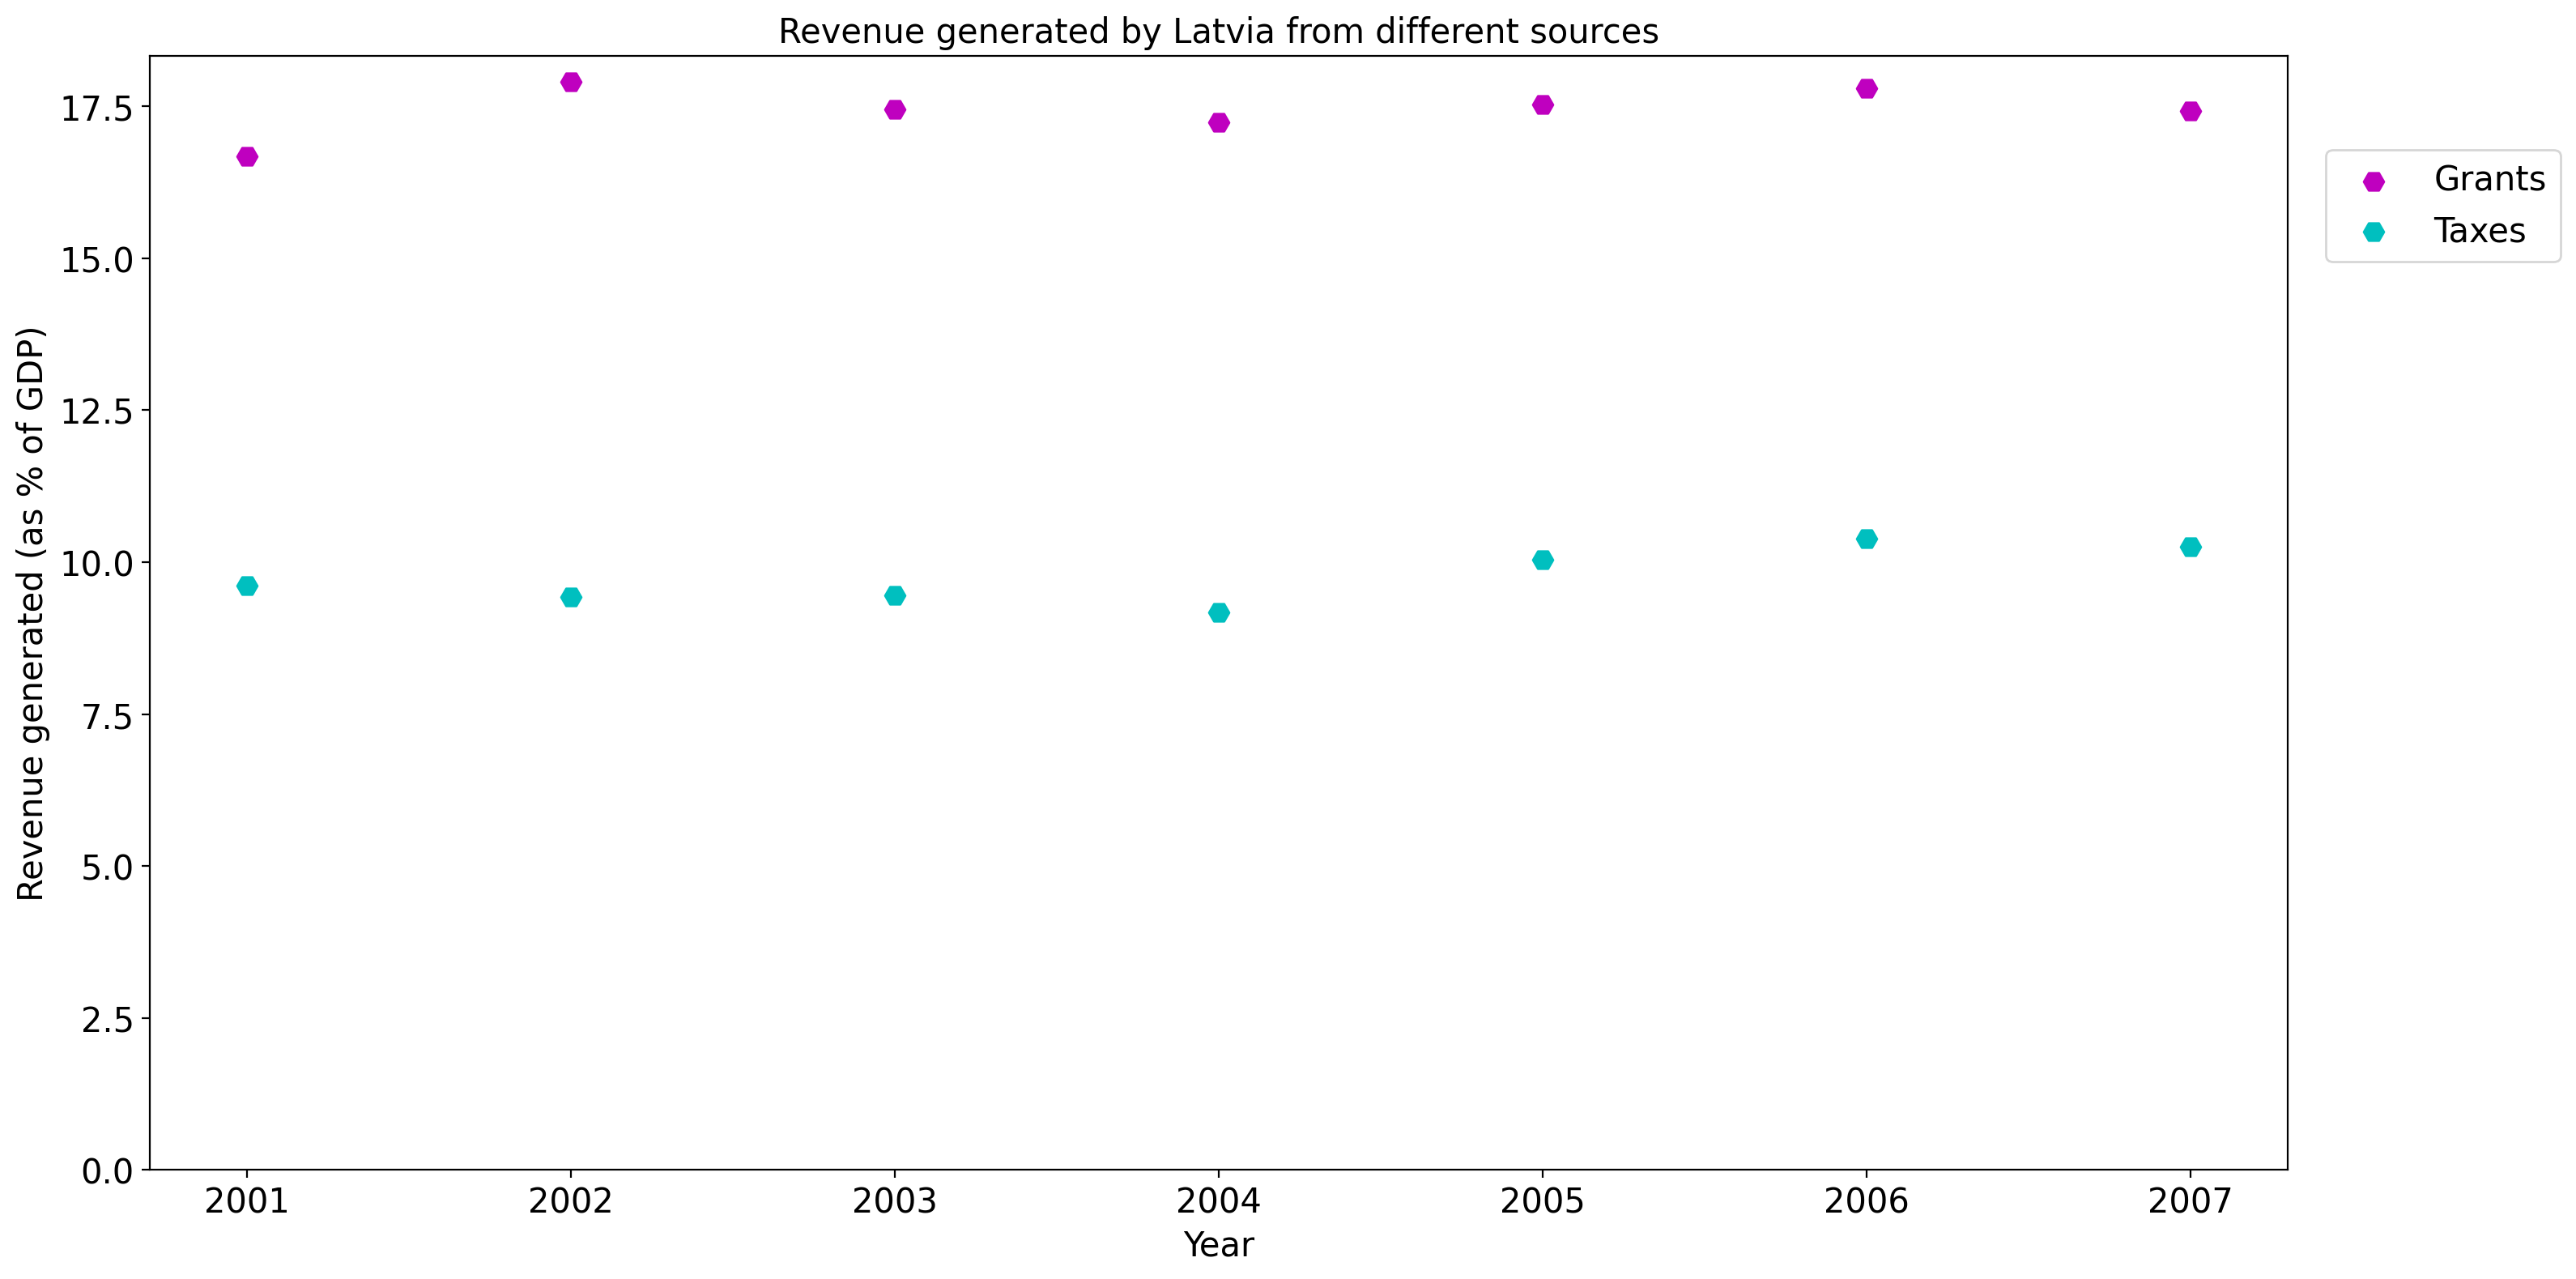 Revenue generated by Latvia from different sources
Revenue generated (as % of GDP)
17.5
15.0
12.5
10.0
7.5
5.0
2.5
0.0
2001 2002 2003 2004 2005 2006 2007
Year
Grants
Taxes